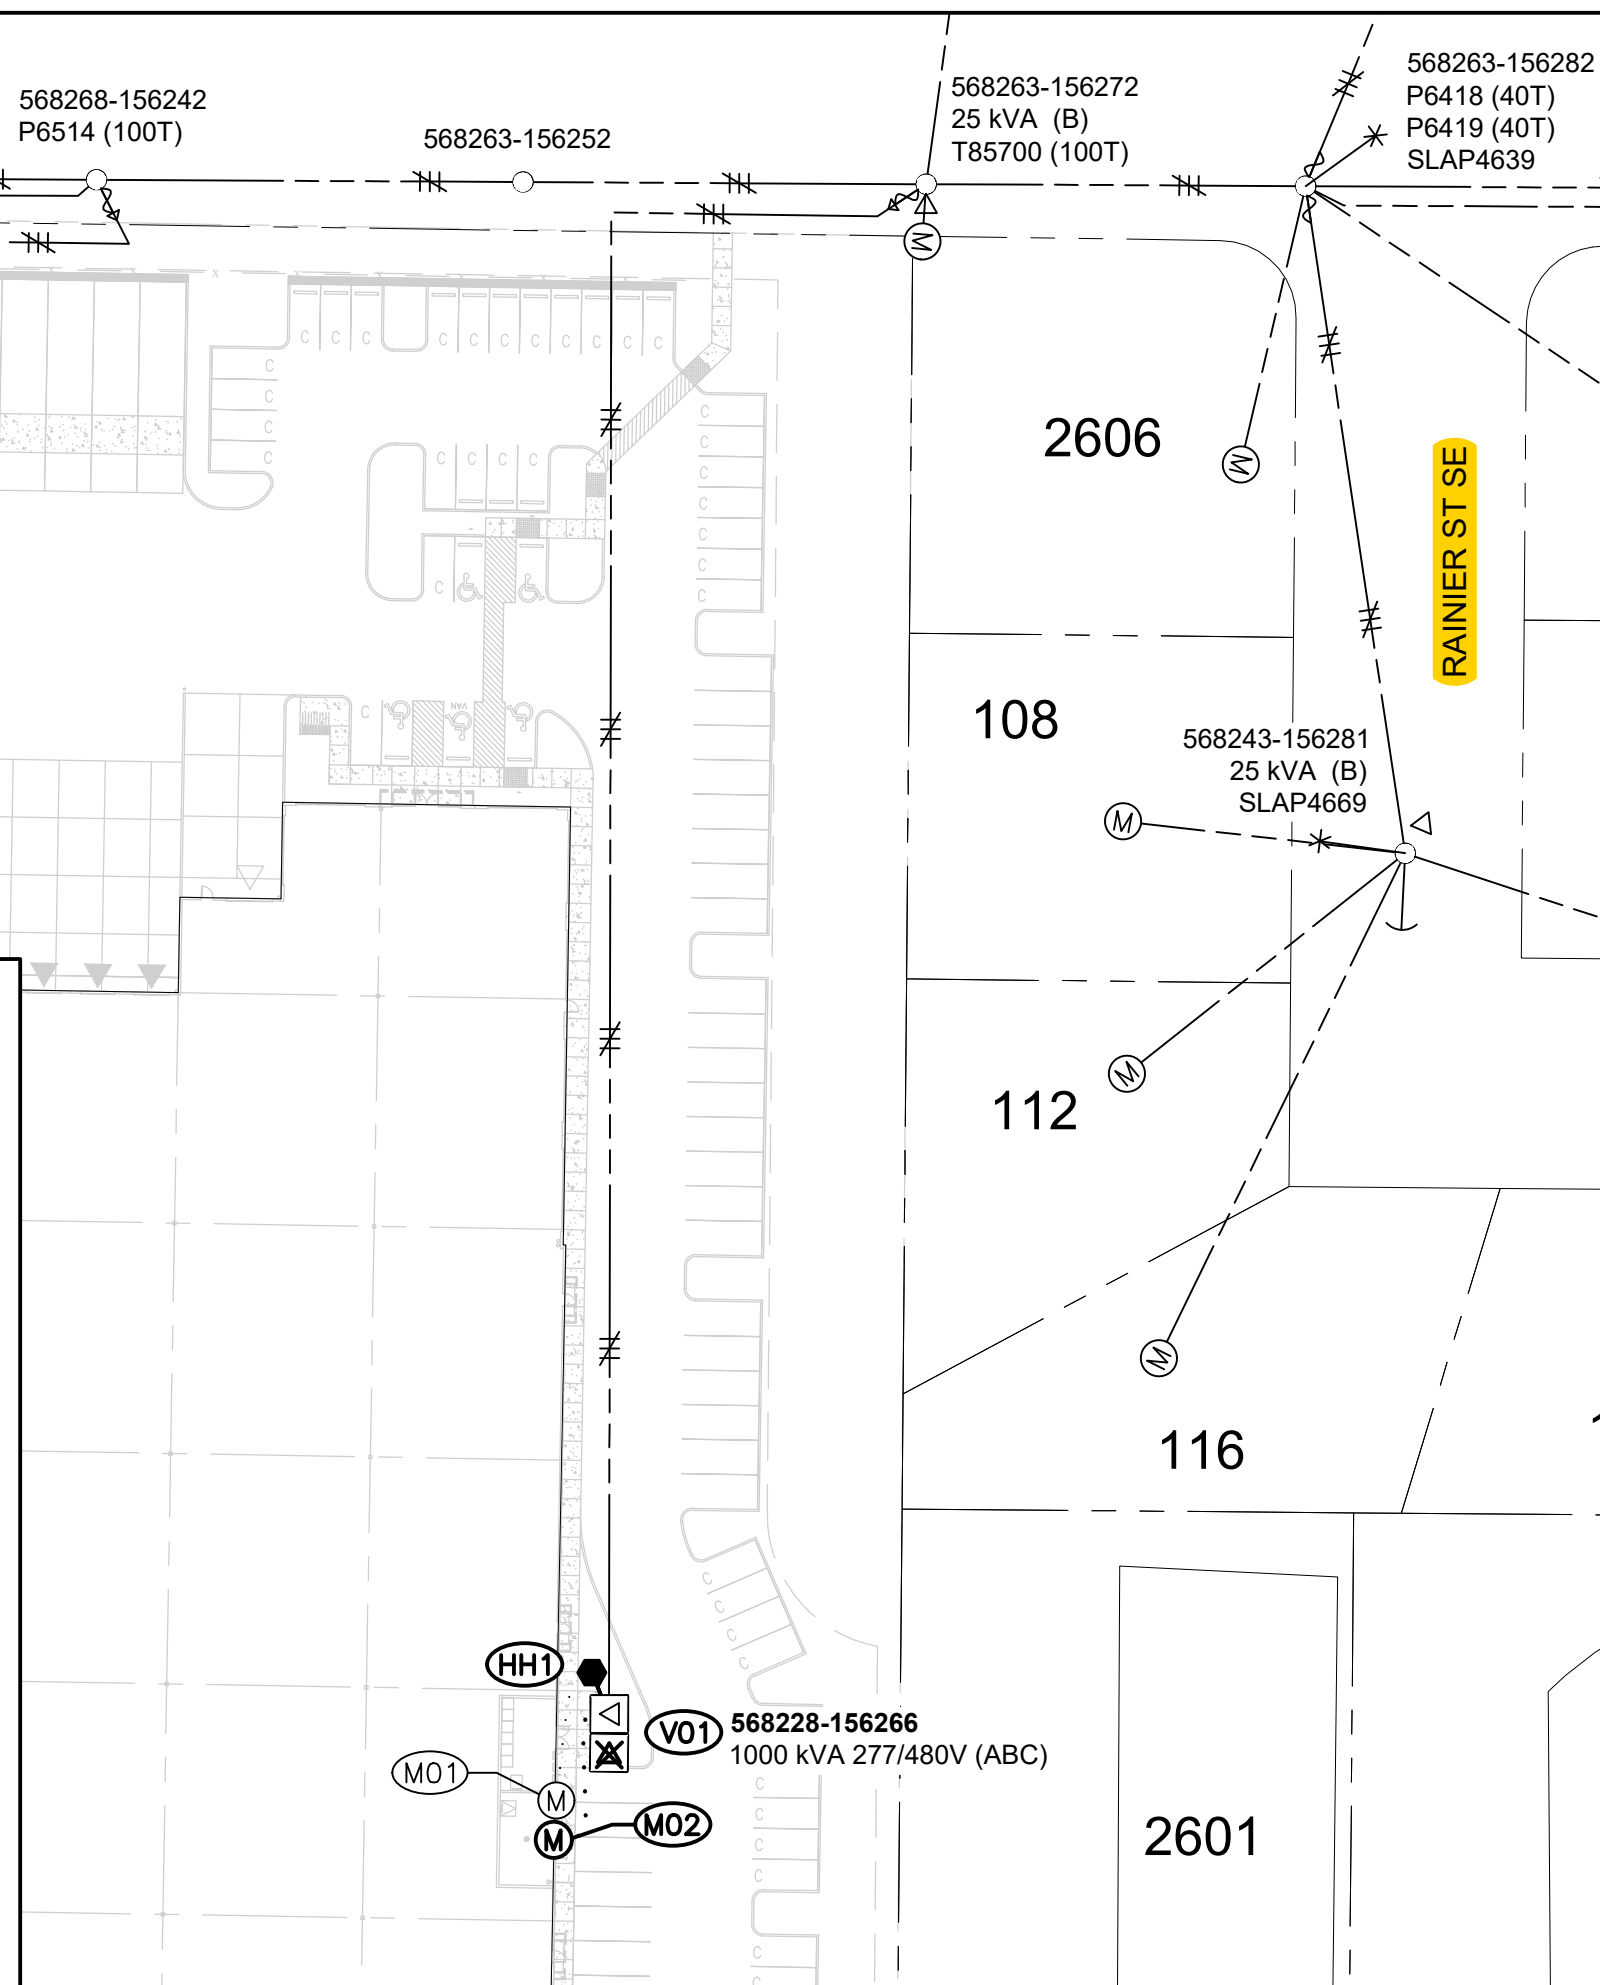 568268-156242
P6514 (100T)
568263-156252
568263-156272
25 kVA (B)
T85700 (100T)
568263-156282
P6418 (40T)
P6419 (40T)
SLAP4639
M
x
C C C C C C C C C C C
C
C
C
C
C C C C
C
C
C
C
C
C
C
C
2606
M
RAINIER ST SE
108
C
VAN
568243-156281
25 kVA (B)
SLAP4669
M
112
M
M
116
C
C
C
C
HH1
V01
568228-156266
1000 kVA 277/480V (ABC)
M01
M
M
M02
C
C
C
C
C
C
2601